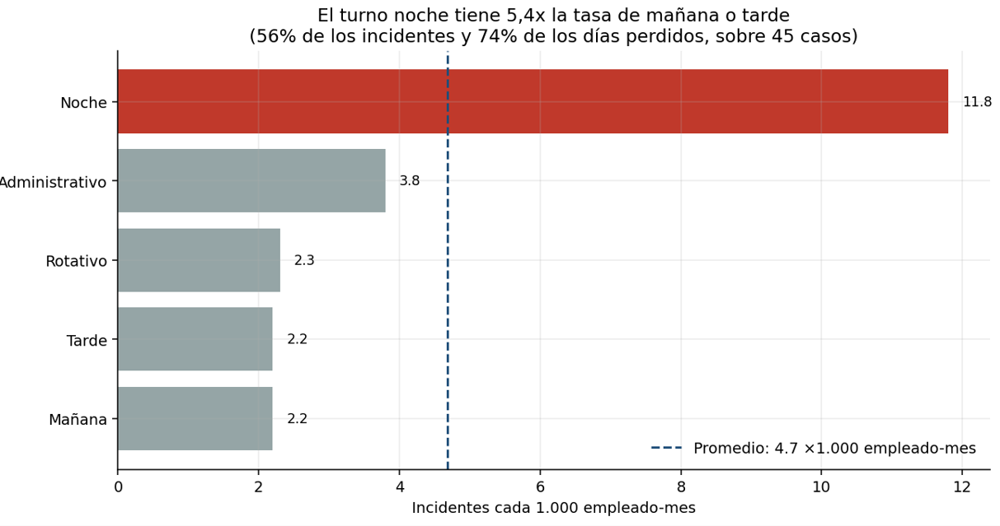 El turno noche tiene 5,4x la tasa de mañana o tarde
(56% de los incidentes y 74% de los días perdidos, sobre 45 casos)
Noche
11.8
Administrativo
3.8
Rotativo
2.3
Tarde
2.2
Mañana
2.2
Promedio: 4.7 ×1.000 empleado-mes
0 2 4 6 8 10 12
Incidentes cada 1.000 empleado-mes